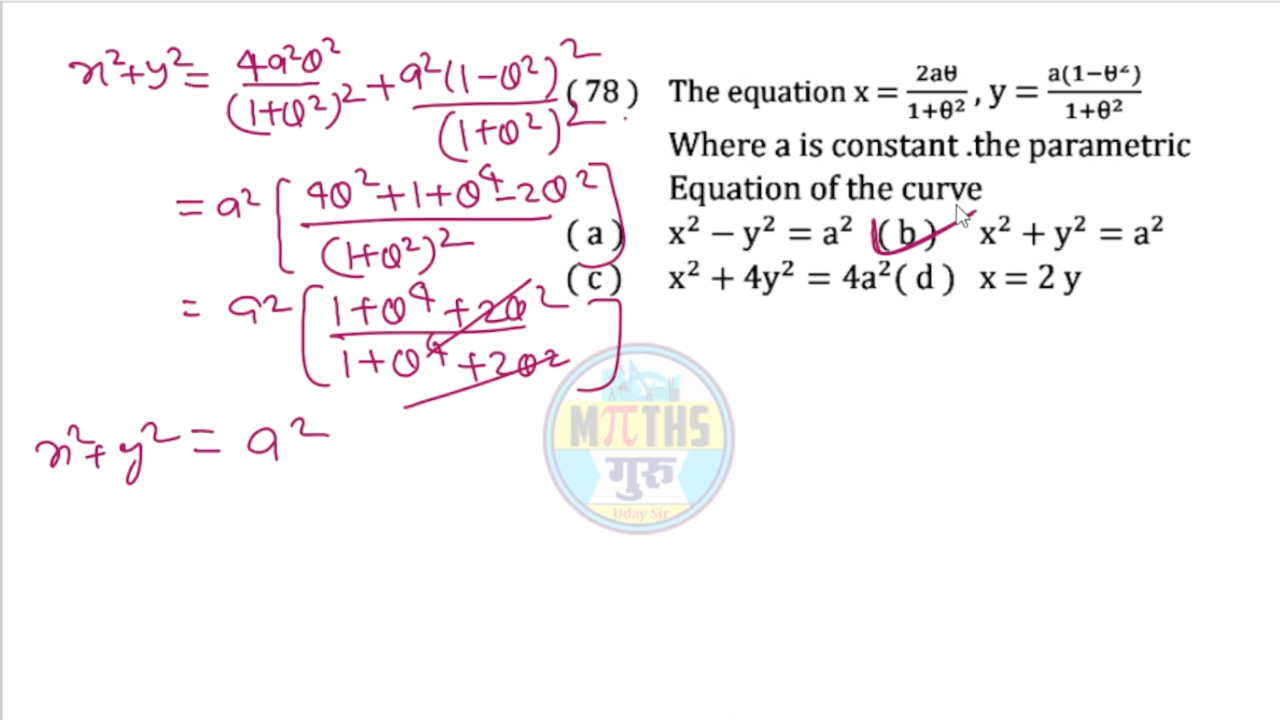 x²+y²= 4a²θ²/(1+θ²)² + a²(1-θ²)²/(1+θ²)²
= a² [ 4θ²+1+θ⁴-2θ² / (1+θ²)² ]
= a² [ 1+θ⁴+2θ² / 1+θ⁴+2θ² ]
x²+y² = a²
(78) The equation x = 2aθ/1+θ² , y = a(1−θ²)/1+θ²
Where a is constant .the parametric
Equation of the curve
(a) x² − y² = a² (b) x² + y² = a²
(c) x² + 4y² = 4a² (d) x = 2 y
MπTHS
गुरु
Uday Sir